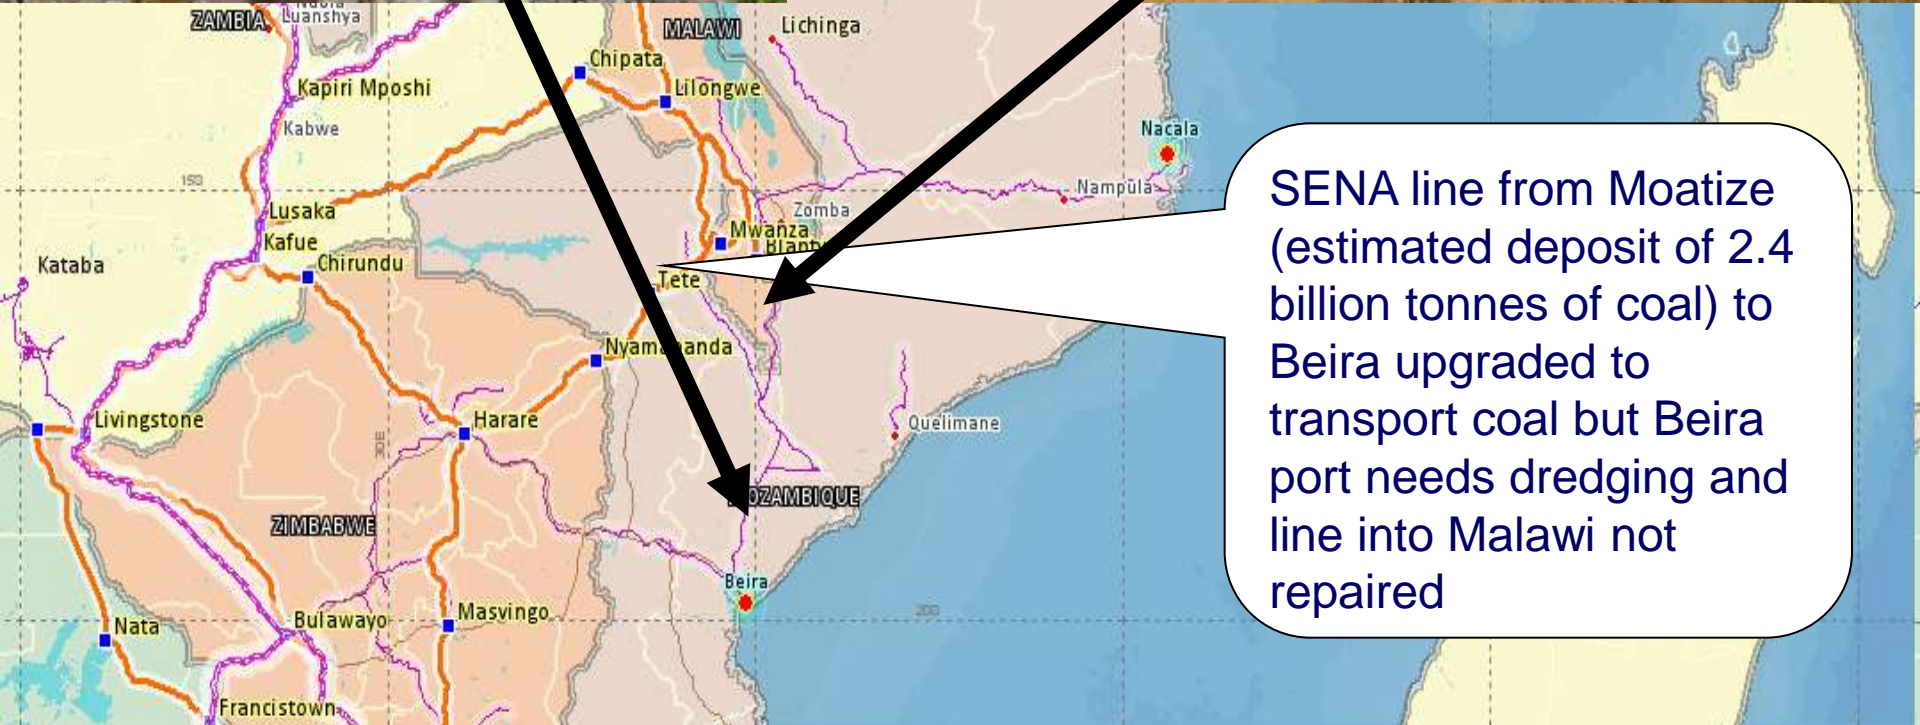 ZAMBIA
Luanshya
MALAWI
Lichinga
Chipata
Kapiri Mposhi
Lilongwe
Kabwe
Nacala
15S
Nampula
Lusaka
Zomba
Kafue
Mwanza
Kataba
Chirundu
Tete
Livingstone
Harare
Quelimane
30E
ZIMBABWE
Beira
Masvingo
Bulawayo
Nata
Francistown
SENA line from Moatize
(estimated deposit of 2.4
billion tonnes of coal) to
Beira upgraded to
transport coal but Beira
port needs dredging and
line into Malawi not
repaired